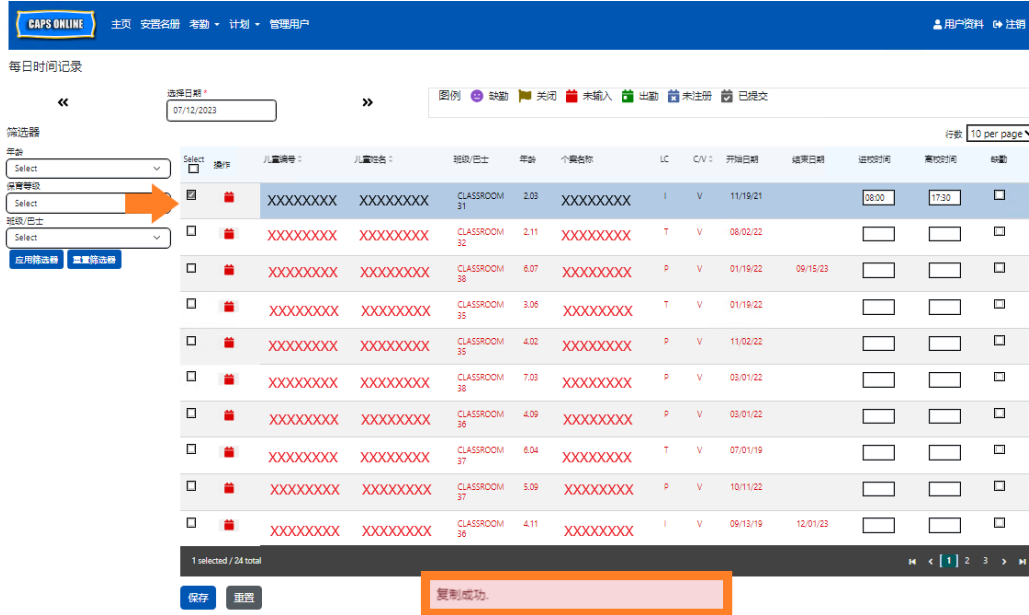 CAPS ONLINE 主页 安置名册 考勤 计划 管理用户 用户资料 注销
每日时间记录
选择日期 *
« 07/12/2023 »
图例 缺勤 关闭 未输入 出勤 未注册 已提交
筛选器
行数 10 per page
年龄
Select
保育等级
Select
班级/巴士
Select
应用筛选器 重置筛选器
Select 操作 儿童编号 儿童姓名 班级/巴士 年龄 个案名称 LC C/V 开始日期 结束日期 进校时间 离校时间 缺勤
XXXXXXXX XXXXXXXX CLASSROOM 31 2.03 XXXXXXXX I V 11/19/21 08:00 17:30
XXXXXXXX XXXXXXXX CLASSROOM 32 2.11 XXXXXXXX T V 08/02/22
XXXXXXXX XXXXXXXX CLASSROOM 38 6.07 XXXXXXXX P V 01/19/22 09/15/23
XXXXXXXX XXXXXXXX CLASSROOM 35 3.06 XXXXXXXX T V 01/19/22
XXXXXXXX XXXXXXXX CLASSROOM 35 4.02 XXXXXXXX P V 11/02/22
XXXXXXXX XXXXXXXX CLASSROOM 38 7.03 XXXXXXXX P V 03/01/22
XXXXXXXX XXXXXXXX CLASSROOM 36 4.09 XXXXXXXX P V 03/01/22
XXXXXXXX XXXXXXXX CLASSROOM 37 6.04 XXXXXXXX T V 07/01/19
XXXXXXXX XXXXXXXX CLASSROOM 37 5.09 XXXXXXXX P V 10/11/22
XXXXXXXX XXXXXXXX CLASSROOM 36 4.11 XXXXXXXX I V 09/13/19 12/01/23
1 selected / 24 total 1 2 3
保存 重置 复制成功.